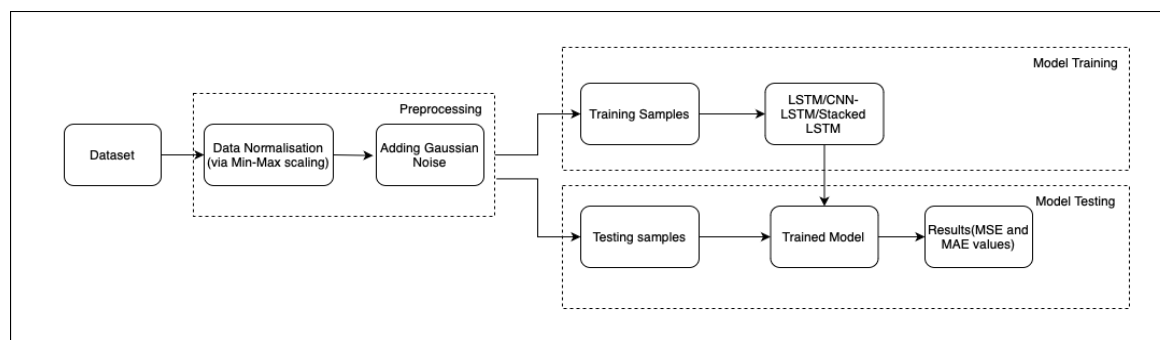 Model Training
Preprocessing
Dataset
Data Normalisation
(via Min-Max scaling)
Adding Gaussian
Noise
Training Samples
LSTM/CNN-
LSTM/Stacked
LSTM
Model Testing
Testing samples
Trained Model
Results(MSE and
MAE values)